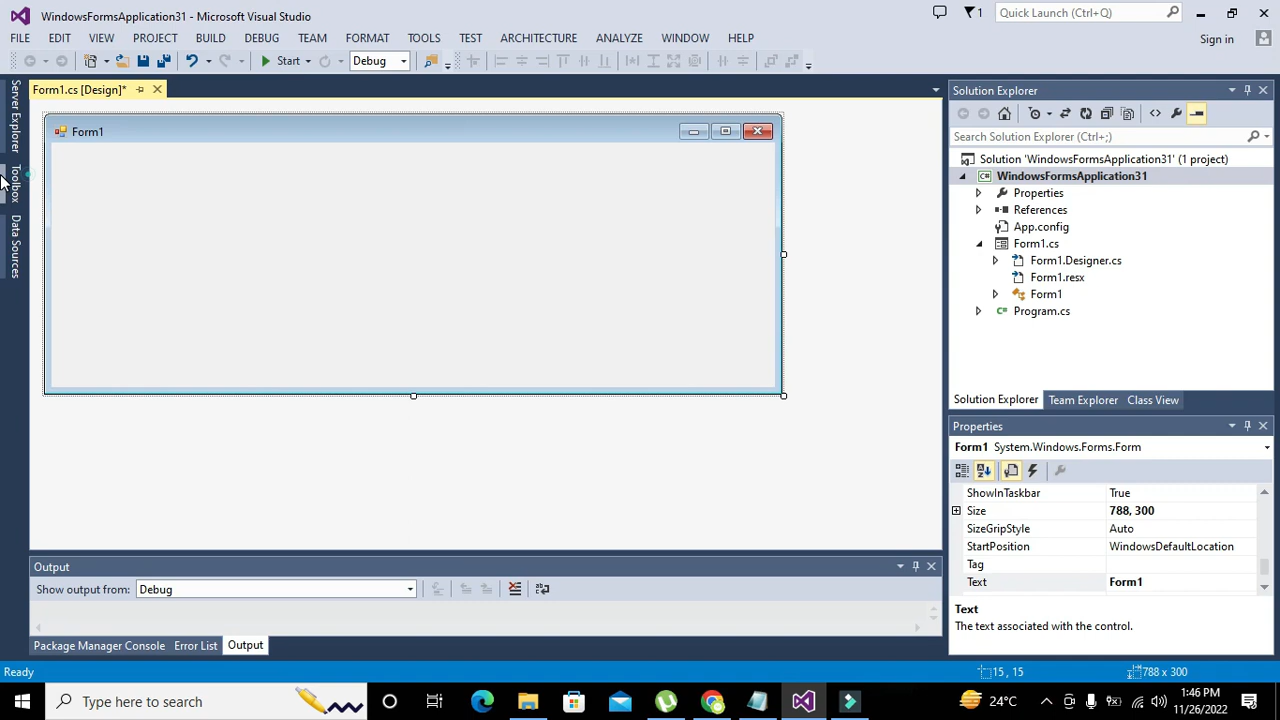 WindowsFormsApplication31 - Microsoft Visual Studio
1
Quick Launch (Ctrl+Q)
FILE EDIT VIEW PROJECT BUILD DEBUG TEAM FORMAT TOOLS TEST ARCHITECTURE ANALYZE WINDOW HELP
Sign in
Start
Debug
Server Explorer
Toolbox
Data Sources
Form1.cs [Design]*
Form1
Solution Explorer
Search Solution Explorer (Ctrl+;)
Solution 'WindowsFormsApplication31' (1 project)
C# WindowsFormsApplication31
Properties
References
App.config
Form1.cs
Form1.Designer.cs
Form1.resx
Form1
C# Program.cs
Solution Explorer Team Explorer Class View
Properties
Form1 System.Windows.Forms.Form
ShowInTaskbar True
Size 788, 300
SizeGripStyle Auto
StartPosition WindowsDefaultLocation
Tag
Text Form1
Text
The text associated with the control.
Output
Show output from: Debug
Package Manager Console Error List Output
Ready
15, 15
788 x 300
Type here to search
24°C
1:46 PM
11/26/2022